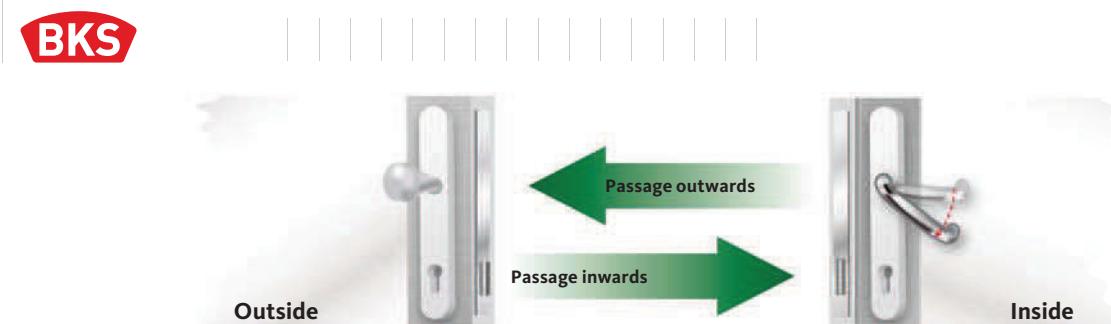 BKS
Passage outwards
Passage inwards
Outside
Inside